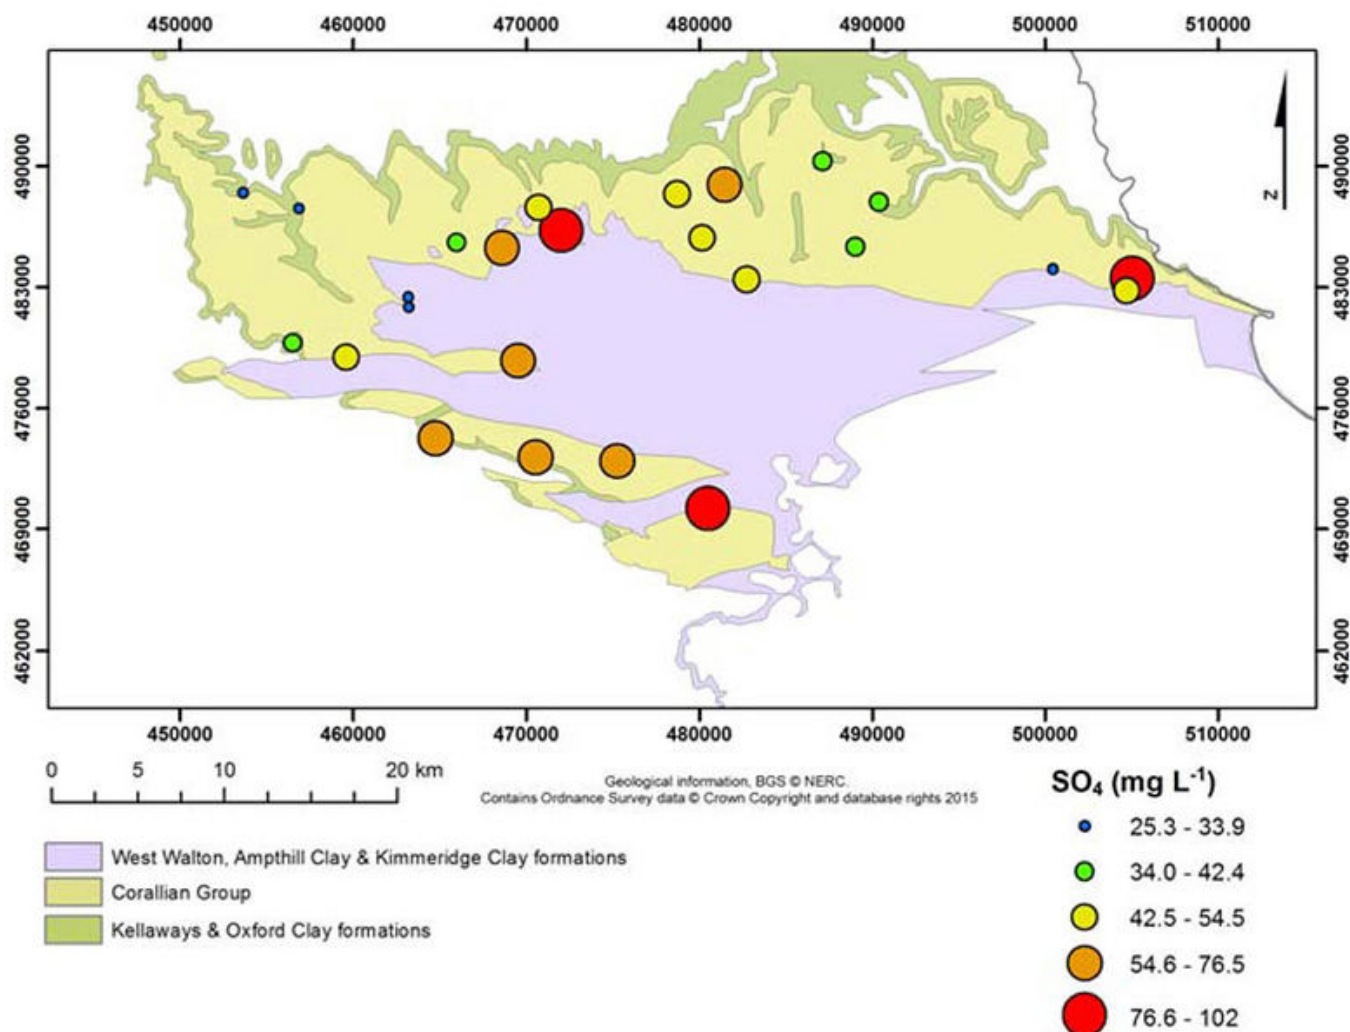 450000 460000 470000 480000 490000 500000 510000
490000 490000
483000 483000
476000 476000
469000 469000
462000 462000
N
450000 460000 470000 480000 490000 500000 510000
0 5 10 20 km
Geological information, BGS © NERC.
Contains Ordnance Survey data © Crown Copyright and database rights 2015
West Walton, Ampthill Clay & Kimmeridge Clay formations
Corallian Group
Kellaways & Oxford Clay formations
SO₄ (mg L⁻¹)
25.3 - 33.9
34.0 - 42.4
42.5 - 54.5
54.6 - 76.5
76.6 - 102